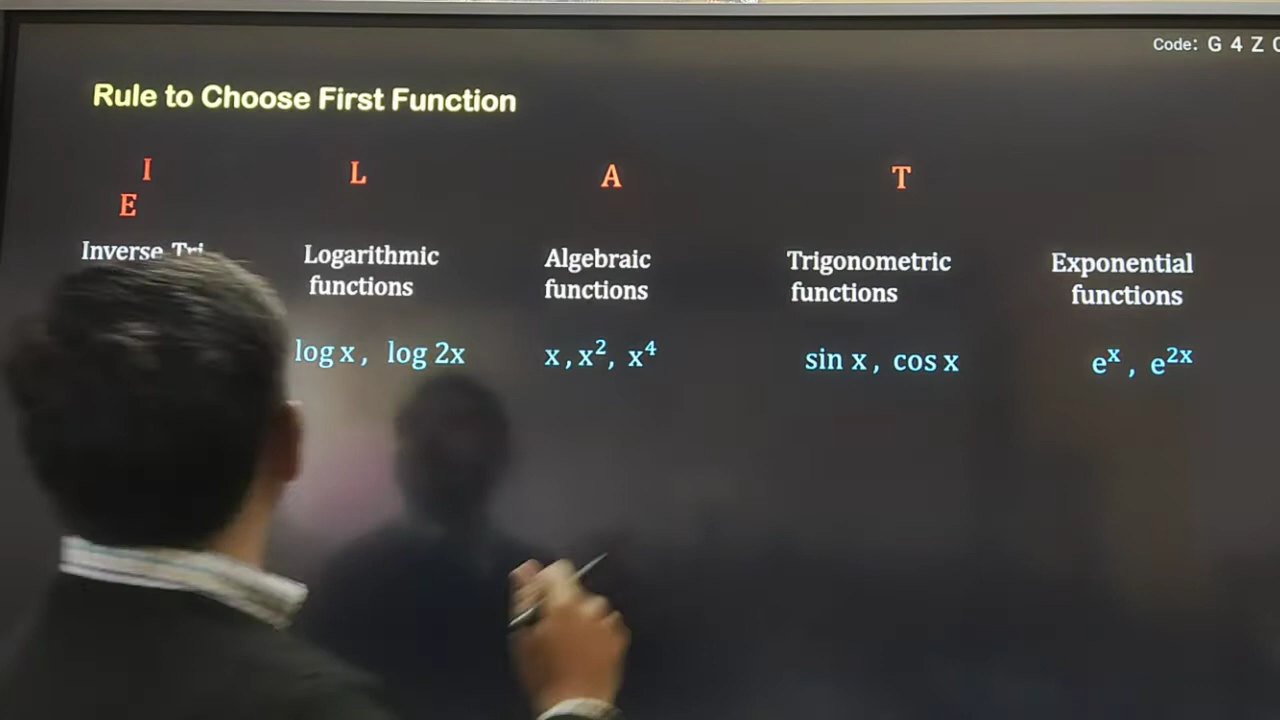 Code: G 4 Z
Rule to Choose First Function
I L A T
E
Inverse
Logarithmic functions
Algebraic functions
Trigonometric functions
Exponential functions
log x , log 2x
x , x², x⁴
sin x , cos x
eˣ , e²ˣ